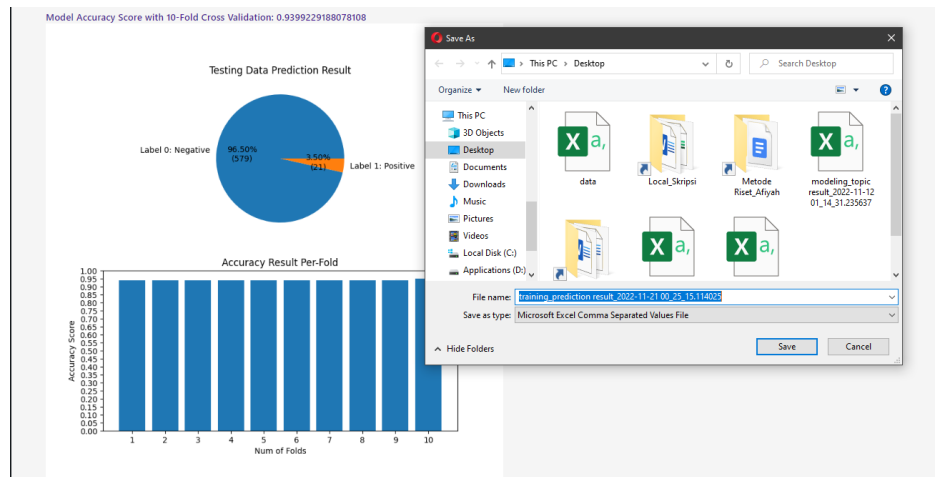 Model Accuracy Score with 10-Fold Cross Validation: 0.9399229188078108
Testing Data Prediction Result
Label 0: Negative
96.50%
(579)
3.50%
(21)
Label 1: Positive
Accuracy Result Per-Fold
Accuracy Score
1.00
0.95
0.90
0.85
0.80
0.75
0.70
0.65
0.60
0.55
0.50
0.45
0.40
0.35
0.30
0.25
0.20
0.15
0.10
0.05
0.00
1 2 3 4 5 6 7 8 9 10
Num of Folds
Save As
This PC > Desktop
Search Desktop
Organize
New folder
This PC
3D Objects
Desktop
Documents
Downloads
Music
Pictures
Videos
Local Disk (C:)
Applications (D:)
a,
data
Local_Skripsi
Metode
Riset_Afiyah
a,
modeling_topic
result_2022-11-12
01_14_31.235637
a,
a,
File name: training_prediction result_2022-11-21 00_25_15.114025
Save as type: Microsoft Excel Comma Separated Values File
Hide Folders
Save
Cancel